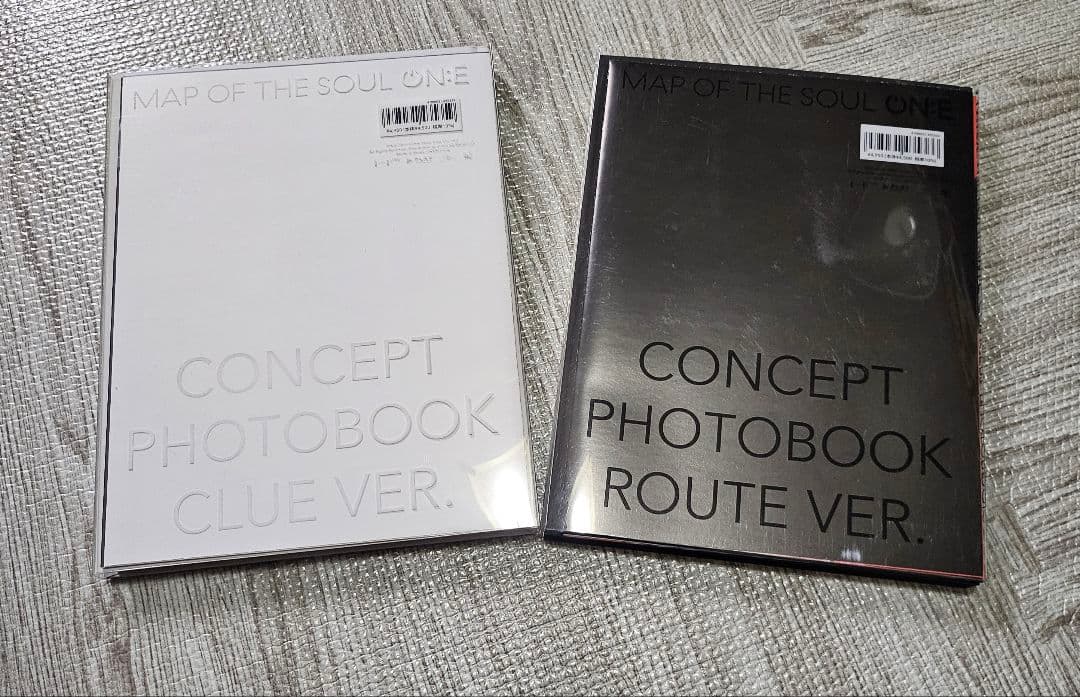 MAP OF THE SOUL ON:E
CONCEPT
PHOTOBOOK
CLUE VER.
MAP OF THE SOUL ON:E
CONCEPT
PHOTOBOOK
ROUTE VER.